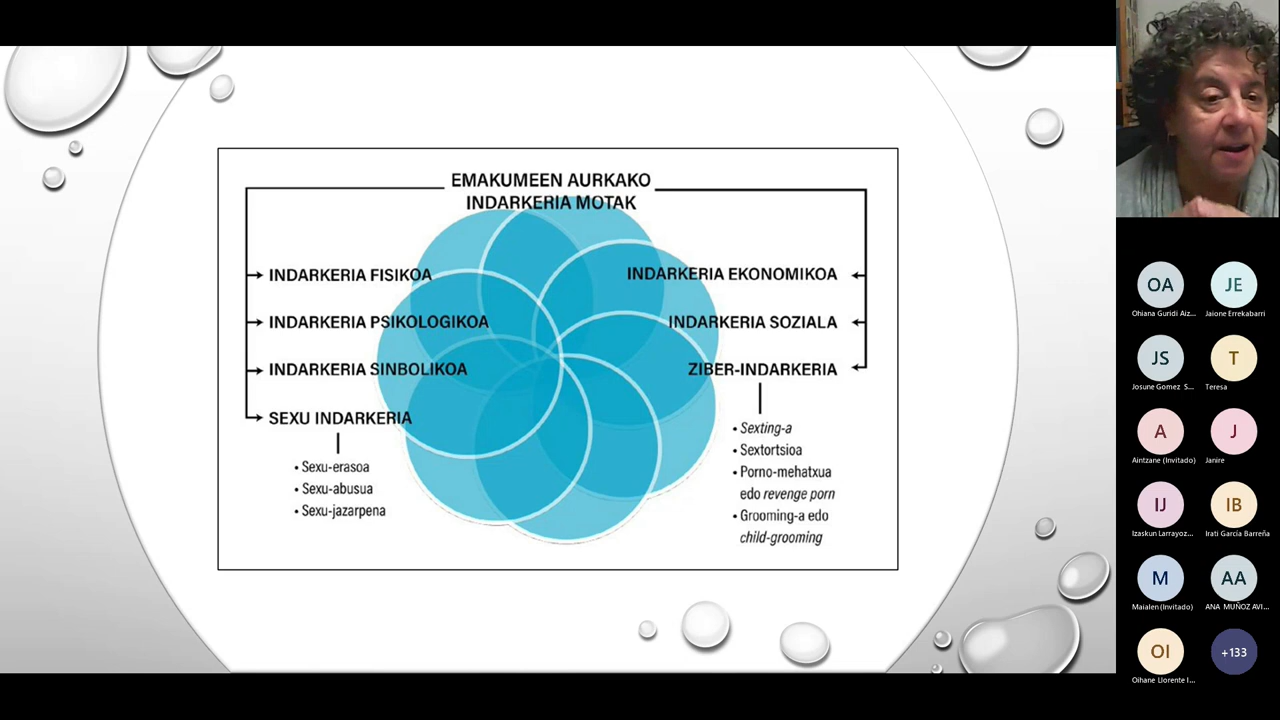 EMAKUMEEN AURKAKO
INDARKERIA MOTAK
INDARKERIA FISIKOA
INDARKERIA PSIKOLOGIKOA
INDARKERIA SINBOLIKOA
SEXU INDARKERIA
• Sexu-erasoa
• Sexu-abusua
• Sexu-jazarpena
INDARKERIA EKONOMIKOA
INDARKERIA SOZIALA
ZIBER-INDARKERIA
• Sexting-a
• Sextortsioa
• Porno-mehatxua
edo revenge porn
• Grooming-a edo
child-grooming
OA
Ohiana Guridi Aiz...
JE
Jaione Errekabarri
JS
Josune Gomez S...
T
Teresa
A
Aintzane (Invitado)
J
Janire
IJ
Izaskun Larrayoz...
IB
Irati García Barreña
M
Maialen (Invitado)
AA
ANA MUÑOZ AVI...
OI
Oihane Llorente I...
+133